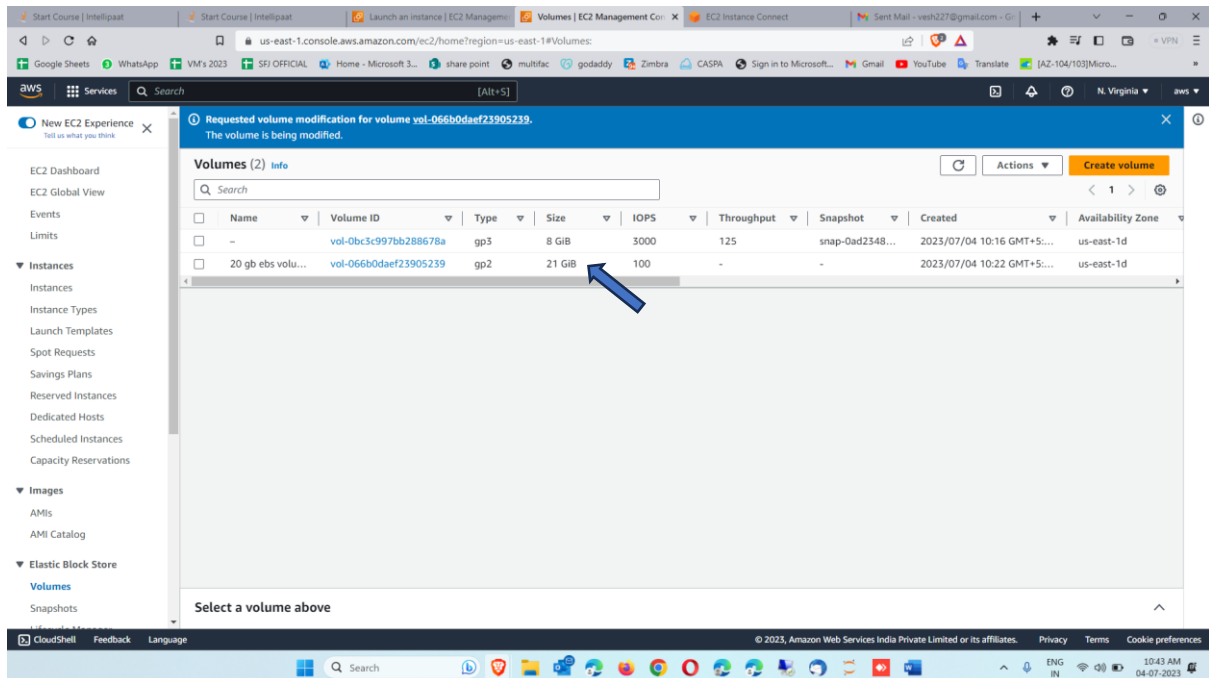 Start Course | Intellipaat
Start Course | Intellipaat
Launch an instance | EC2 Manageme
Volumes | EC2 Management Con
EC2 Instance Connect
Sent Mail - vesh227@gmail.com - G
us-east-1.console.aws.amazon.com/ec2/home?region=us-east-1#Volumes:
VPN
Google Sheets WhatsApp VM's 2023 SFJ OFFICIAL Home - Microsoft 3... share point multifac godaddy Zimbra CASPA Sign in to Microsoft... Gmail YouTube Translate [AZ-104/103]Micro... »
aws Services Search [Alt+S] N. Virginia ▼ aws ▼
New EC2 Experience
Tell us what you think
EC2 Dashboard
EC2 Global View
Events
Limits
▼ Instances
Instances
Instance Types
Launch Templates
Spot Requests
Savings Plans
Reserved Instances
Dedicated Hosts
Scheduled Instances
Capacity Reservations
▼ Images
AMIs
AMI Catalog
▼ Elastic Block Store
Volumes
Snapshots
Requested volume modification for volume vol-066b0daef23905239.
The volume is being modified.
Volumes (2) Info
Actions ▼ Create volume
Search
< 1 >
Name Volume ID Type Size IOPS Throughput Snapshot Created Availability Zone
– vol-0bc3c997bb288678a gp3 8 GiB 3000 125 snap-0ad2348... 2023/07/04 10:16 GMT+5:... us-east-1d
20 gb ebs volu... vol-066b0daef23905239 gp2 21 GiB 100 - - 2023/07/04 10:22 GMT+5:... us-east-1d
Select a volume above
CloudShell Feedback Language © 2023, Amazon Web Services India Private Limited or its affiliates. Privacy Terms Cookie preferences
Search
ENG
IN
10:43 AM
04-07-2023